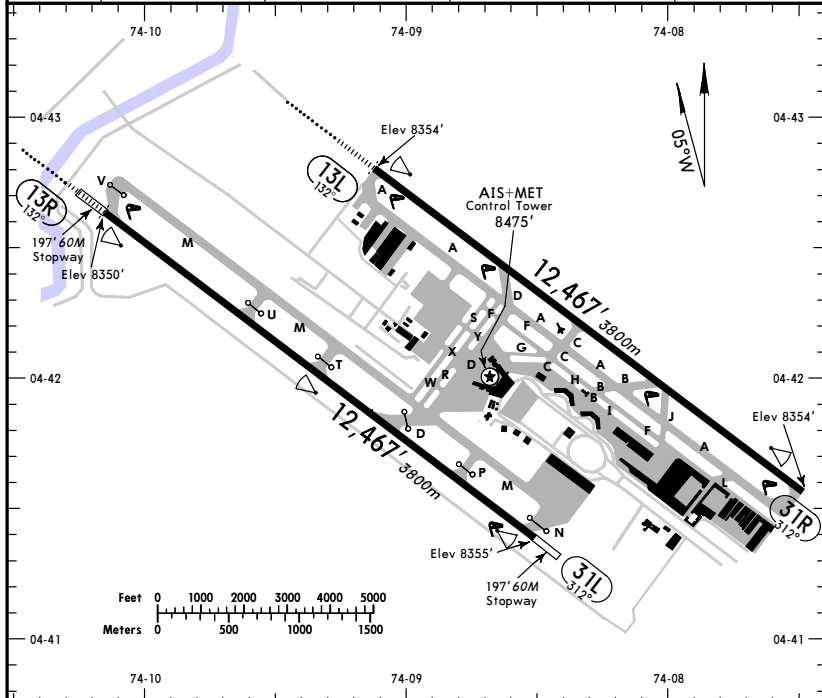 74-10 74-09 74-08
04-43 04-43
05°W
Elev 8354'
13L
132°
AIS+MET
Control Tower
8475'
V
13R
132°
197' 60M
Stopway
Elev 8350'
A
M
A
12,467' 3800m
D
S F
F A
U
M
Y
C
G
X
C
A
T
D
C
B
R
H
B
04-42 04-42
W
B
I
J
Elev 8354'
12,467' 3800m
D
F
A
P
M
L
31R
312°
N
Elev 8355'
31L
312°
197' 60M
Stopway
Feet 0 1000 2000 3000 4000 5000
Meters 0 500 1000 1500
04-41 04-41
74-10 74-09 74-08